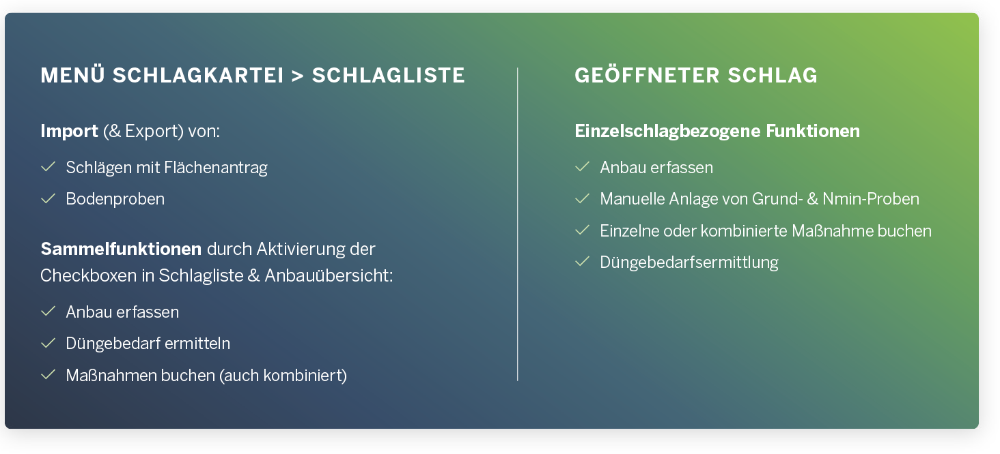 MENÜ SCHLAGKARTEI > SCHLAGLISTE
Import (& Export) von:
Schlägen mit Flächenantrag
Bodenproben
Sammelfunktionen durch Aktivierung der
Checkboxen in Schlagliste & Anbauübersicht:
Anbau erfassen
Düngebedarf ermitteln
Maßnahmen buchen (auch kombiniert)
GEÖFFNETER SCHLAG
Einzelschlagbezogene Funktionen
Anbau erfassen
Manuelle Anlage von Grund- & Nmin-Proben
Einzelne oder kombinierte Maßnahme buchen
Düngebedarfsermittlung